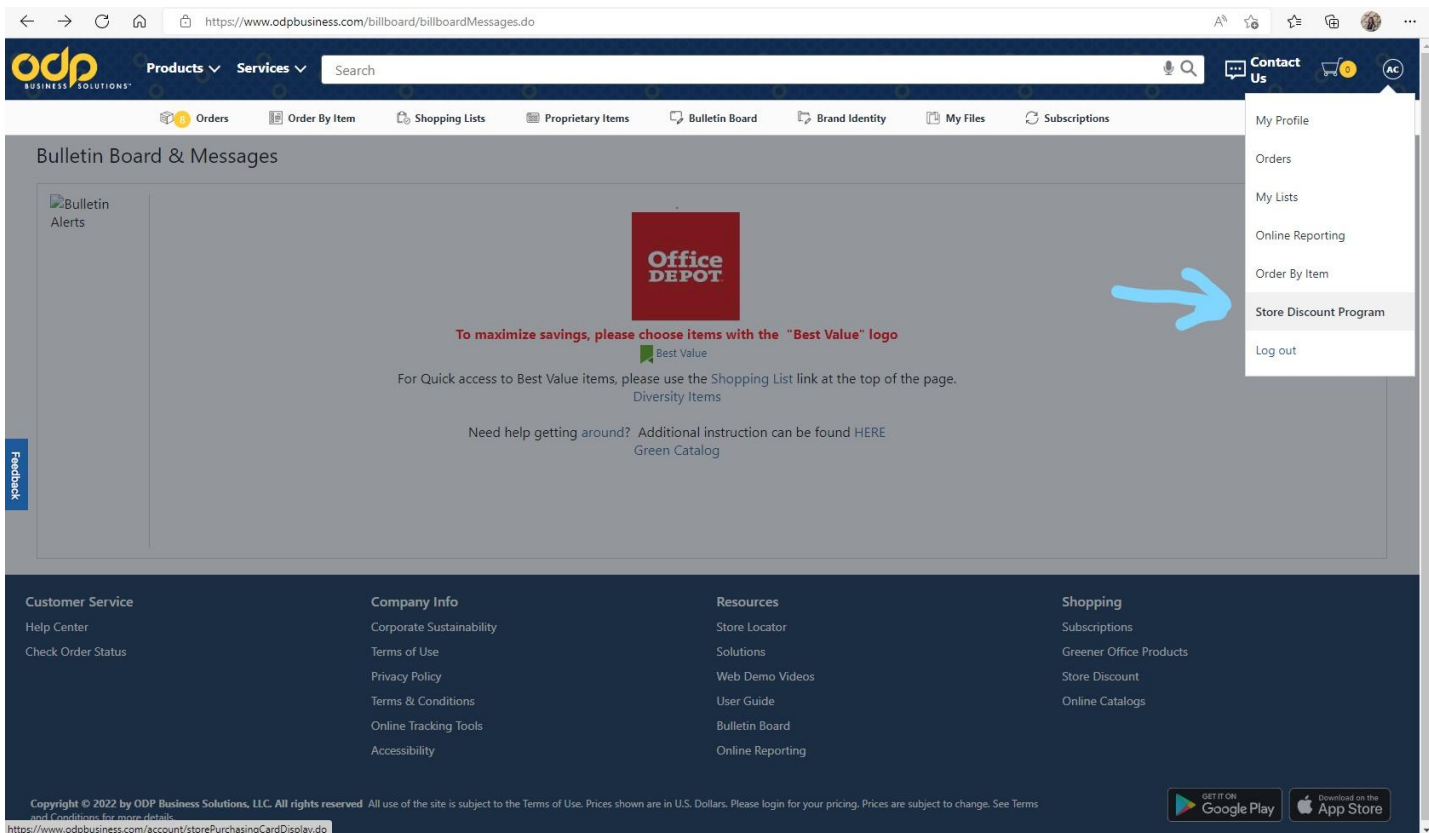 https://www.odpbusiness.com/billboard/billboardMessages.do
odp
BUSINESS SOLUTIONS
Products
Services
Search
Contact Us
0
AC
8 Orders
Order By Item
Shopping Lists
Proprietary Items
Bulletin Board
Brand Identity
My Files
Subscriptions
My Profile
Orders
My Lists
Online Reporting
Order By Item
Store Discount Program
Log out
Bulletin Board & Messages
Bulletin
Alerts
Office
DEPOT
To maximize savings, please choose items with the "Best Value" logo
Best Value
For Quick access to Best Value items, please use the Shopping List link at the top of the page.
Diversity Items
Need help getting around? Additional instruction can be found HERE
Green Catalog
Feedback
Customer Service
Help Center
Check Order Status
Company Info
Corporate Sustainability
Terms of Use
Privacy Policy
Terms & Conditions
Online Tracking Tools
Accessibility
Resources
Store Locator
Solutions
Web Demo Videos
User Guide
Bulletin Board
Online Reporting
Shopping
Subscriptions
Greener Office Products
Store Discount
Online Catalogs
Copyright © 2022 by ODP Business Solutions, LLC. All rights reserved All use of the site is subject to the Terms of Use. Prices shown are in U.S. Dollars. Please login for your pricing. Prices are subject to change. See Terms
and Conditions for more details.
GET IT ON
Google Play
Download on the
App Store
https://www.odpbusiness.com/account/storePurchasingCardDisplay.do